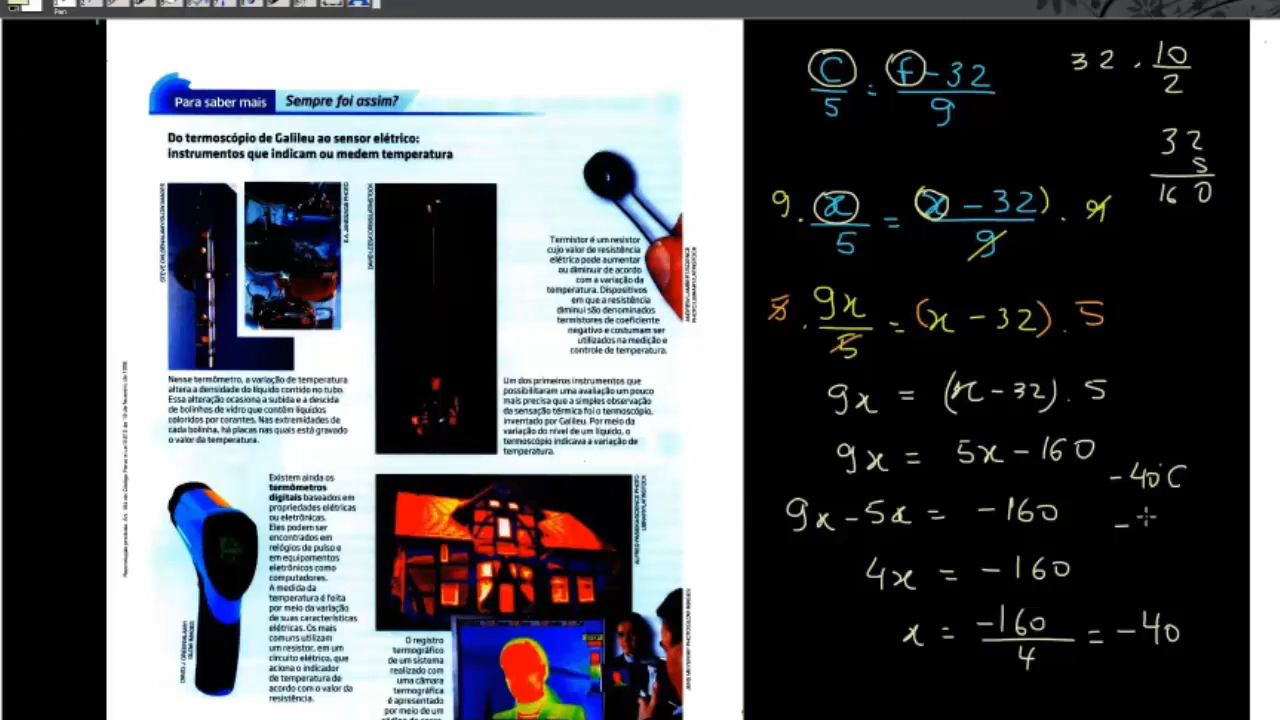 Pen
Para saber mais Sempre foi assim?
Do termoscópio de Galileu ao sensor elétrico:
instrumentos que indicam ou medem temperatura
Termistor é um resistor
cujo valor de resistência
elétrica pode aumentar
ou diminuir de acordo
com a variação da
temperatura. Dispositivos
em que a resistência
diminui são denominados
termistores de coeficiente
negativo e costumam ser
utilizados na medição e
controle de temperatura.
Nesse termômetro, a variação de temperatura
altera a densidade do líquido contido no tubo.
Essa alteração ocasiona a subida e a descida
de bolinhas de vidro que contêm líquidos
coloridos por corantes. Nas extremidades de
cada bolinha, há placas nas quais está gravado
o valor da temperatura.
Um dos primeiros instrumentos que
possibilitaram uma avaliação um pouco
mais precisa que a simples observação
da sensação térmica foi o termoscópio,
inventado por Galileu. Por meio da
variação do nível de um líquido, o
termoscópio indicava a variação de
temperatura.
Existem ainda os
termômetros
digitais baseados em
propriedades elétricas
ou eletrônicas.
Eles podem ser
encontrados em
relógios de pulso e
em equipamentos
eletrônicos como
computadores.
A medida da
temperatura é feita
por meio da variação
de suas características
elétricas. Os mais
comuns utilizam
um resistor, em um
circuito elétrico, que
aciona o indicador
de temperatura de
acordo com o valor da
resistência.
O registro
termográfico
de um sistema
realizado com
uma câmara
termográfica
é apresentado
por meio de um
C/5 = f-32/9
32 . 10/2
32
5
160
9. x/5 = (x - 32)/9 . 9
5. 9x/5 = (x - 32) . 5
9x = (x - 32) . 5
9x = 5x - 160
-40°C
9x - 5x = -160
-
4x = -160
x = -160/4 = -40